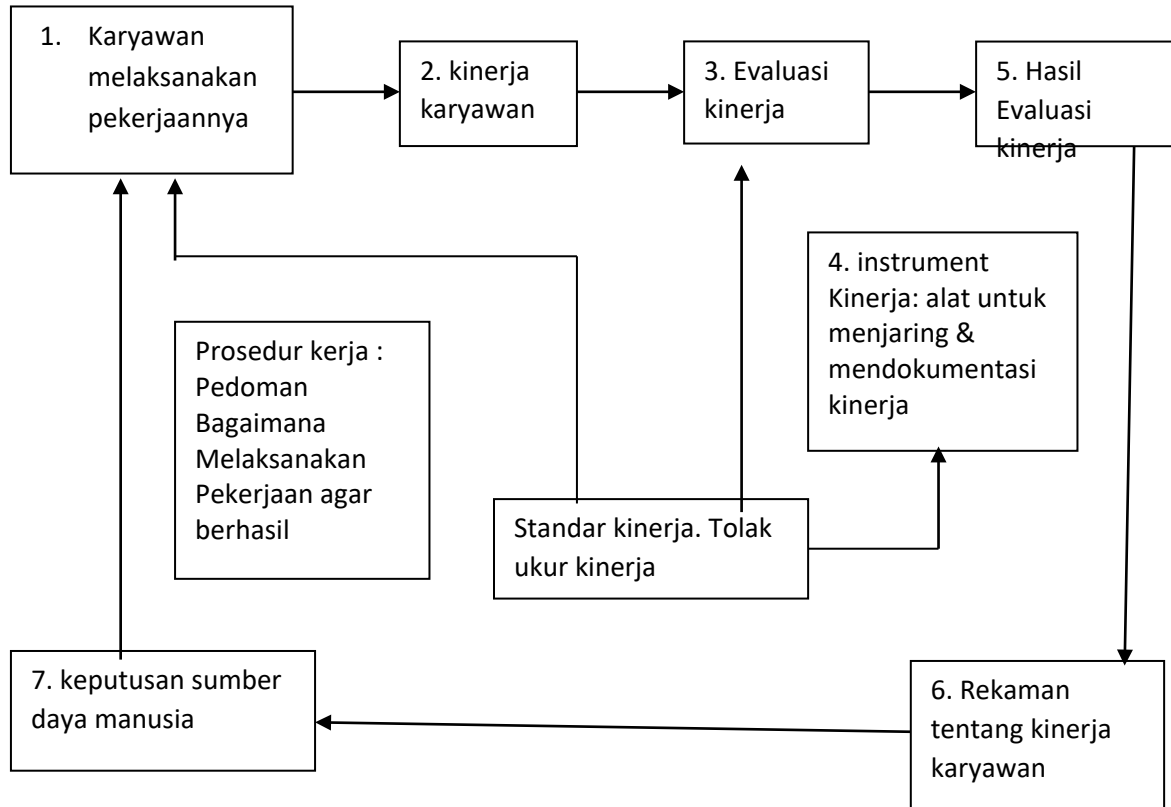 1. Karyawan
melaksanakan
pekerjaannya
2. kinerja
karyawan
3. Evaluasi
kinerja
5. Hasil
Evaluasi
kinerja
4. instrument
Kinerja: alat untuk
menjaring &
mendokumentasi
kinerja
Prosedur kerja :
Pedoman
Bagaimana
Melaksanakan
Pekerjaan agar
berhasil
Standar kinerja. Tolak
ukur kinerja
7. keputusan sumber
daya manusia
6. Rekaman
tentang kinerja
karyawan